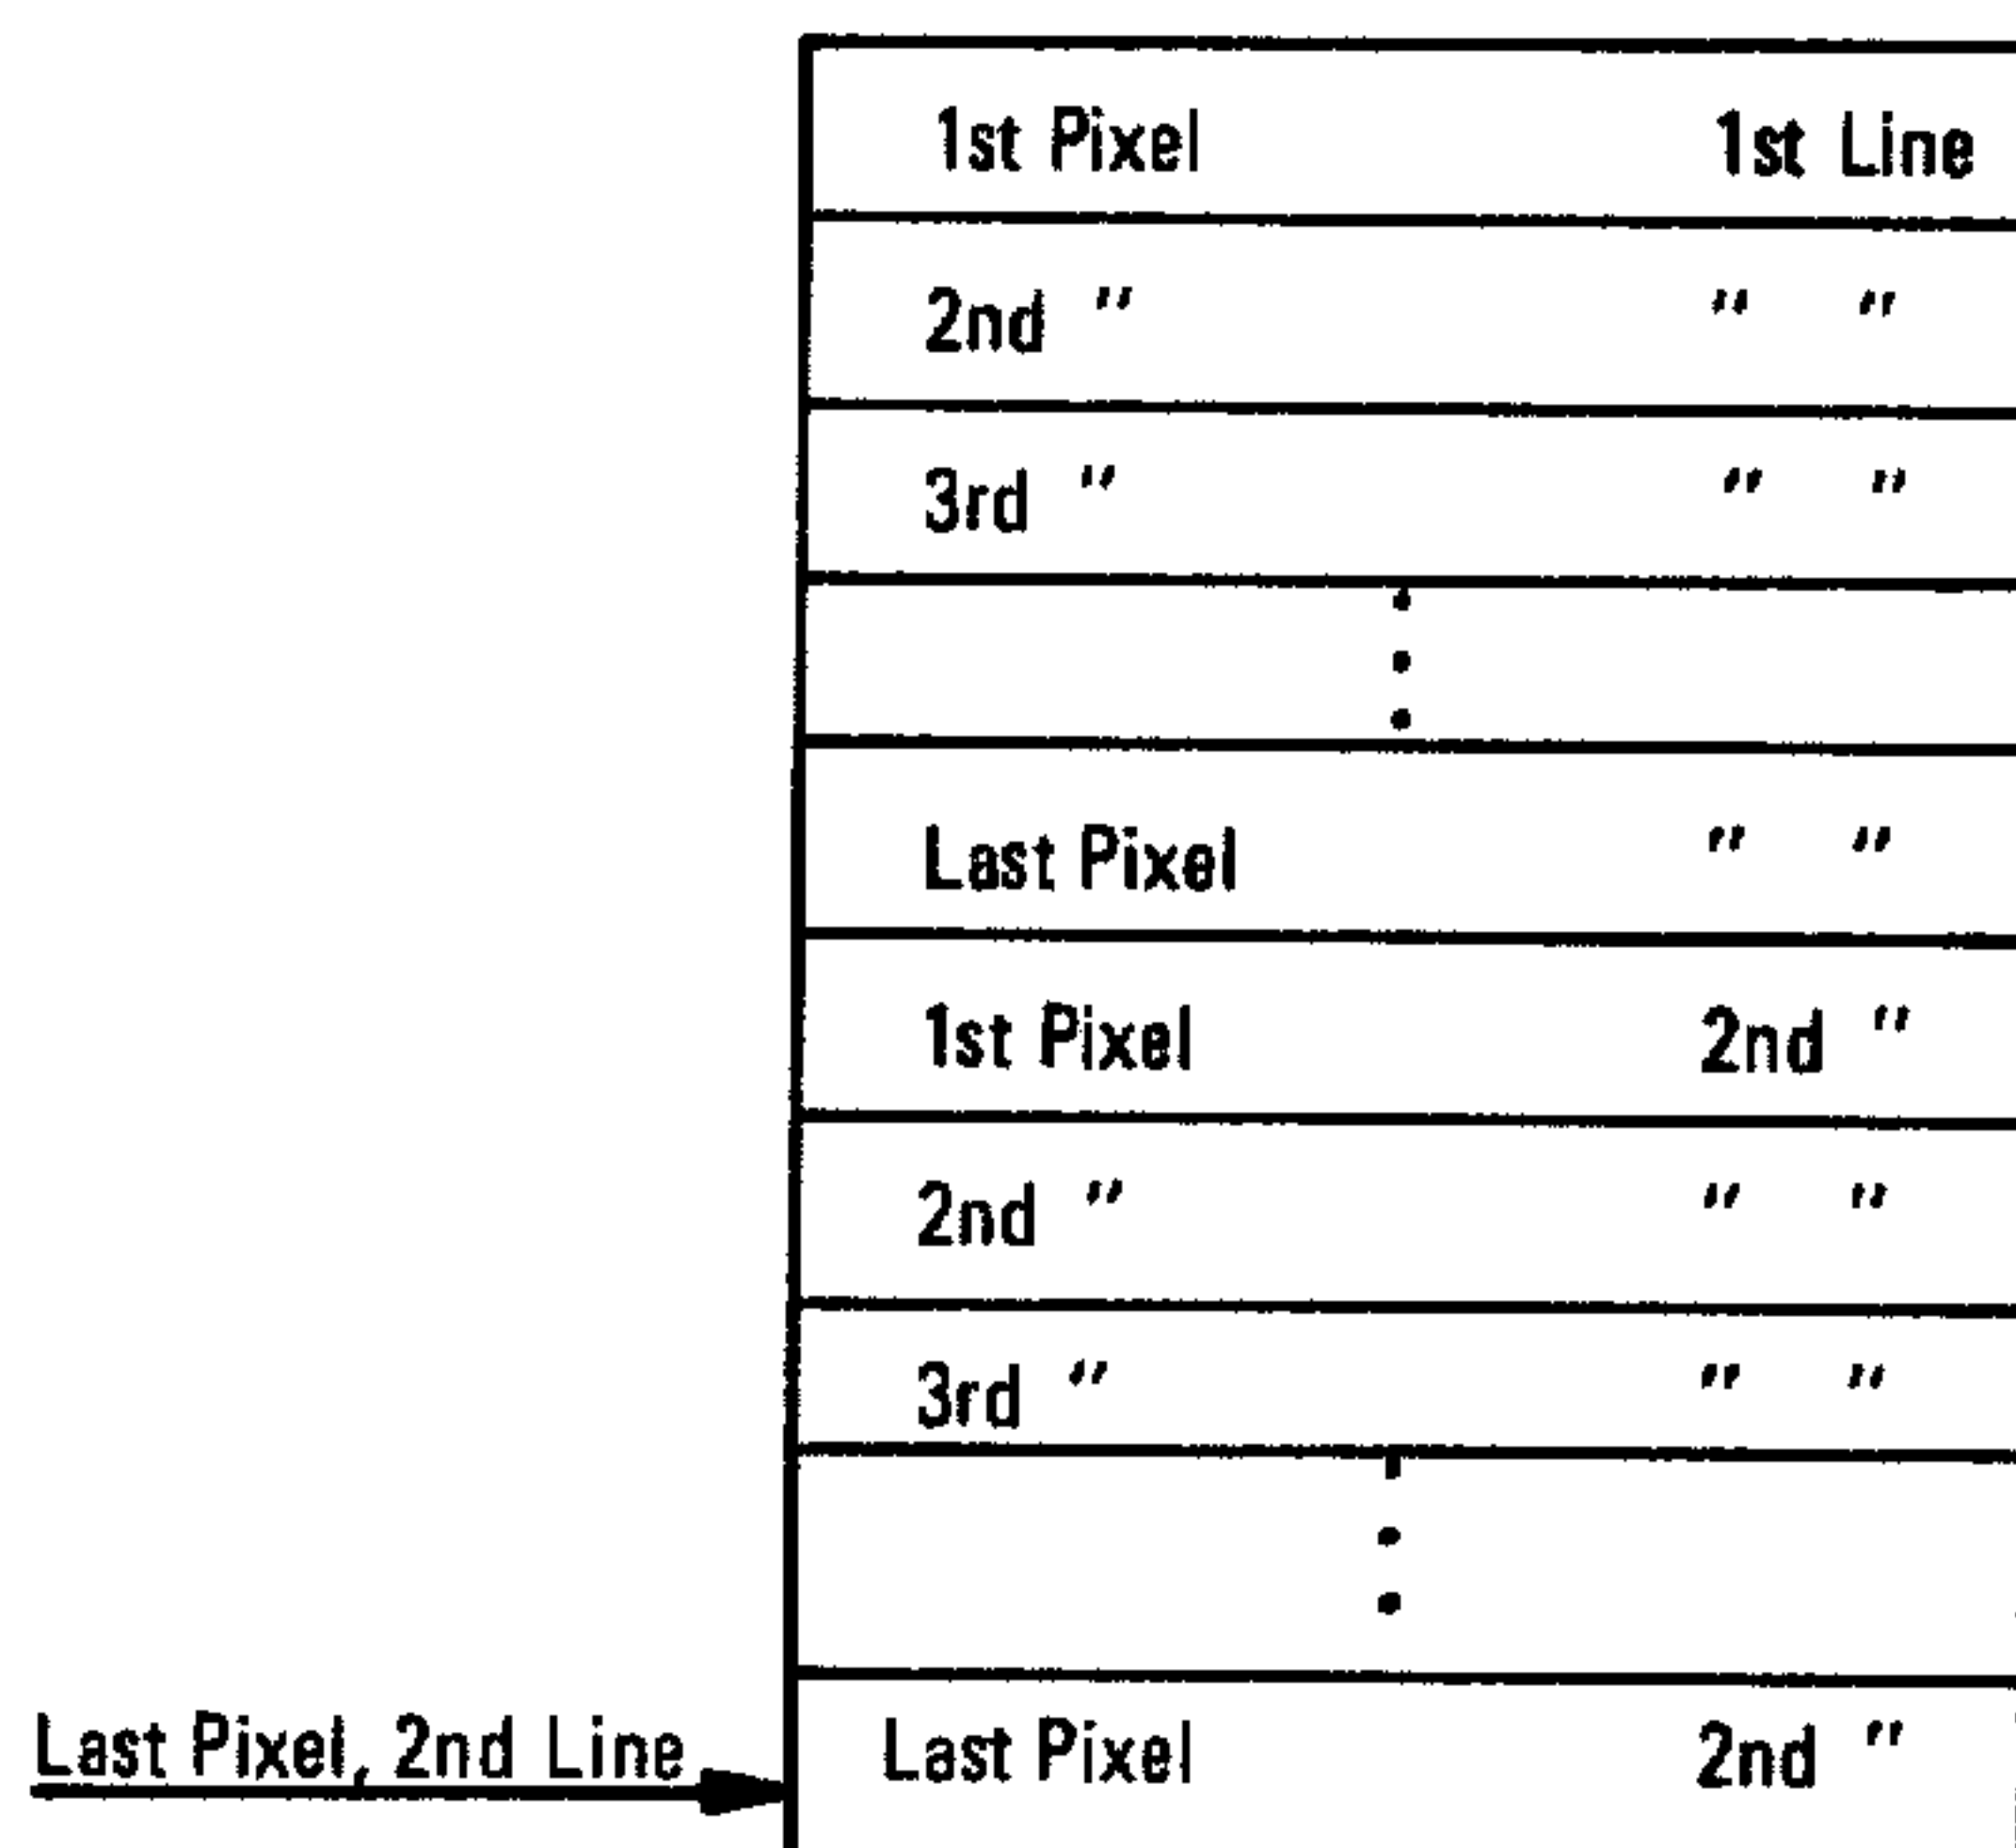 1st Pixel 1st Line
2nd " " "
3rd " " "
Last Pixel " "
1st Pixel 2nd "
2nd " " "
3rd " " "
Last Pixel, 2nd Line Last Pixel 2nd "